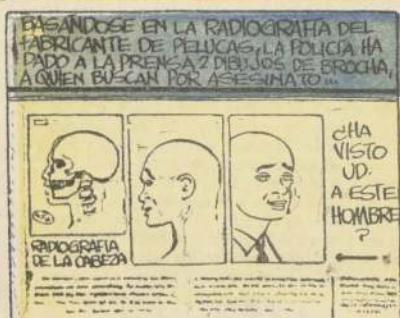 BASANDOSE EN LA RADIOGRAFIA DEL
FABRICANTE DE PELUCAS, LA POLICIA HA
DADO A LA PRENSA 2 DIBUJOS DE BROCHA,
A QUIEN BUSCAN POR ASESINATO...
¿HA
VISTO
UD.
A ESTE
HOMBRE
?
RADIOGRAFIA
DE LA CABEZA